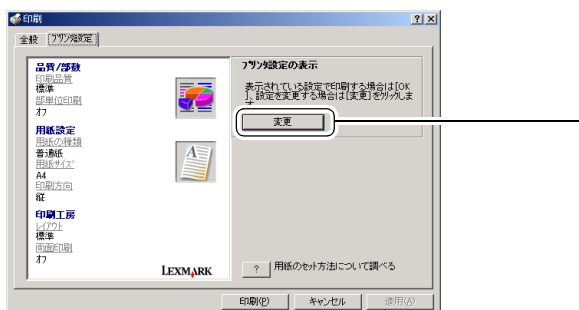 印刷
全般 プリンタ設定
品質/部数
印刷品質
標準
部単位印刷
オフ
用紙設定
用紙の種類
普通紙
用紙サイズ
A4
印刷方向
縦
印刷工房
レイアウト
標準
両面印刷
オフ
LEXMARK
プリンタ設定の表示
表示されている設定で印刷する場合は[OK
]、設定を変更する場合は[変更]をクリックしま
す
変更
? 用紙のセット方法について調べる
印刷(P) キャンセル 適用(A)